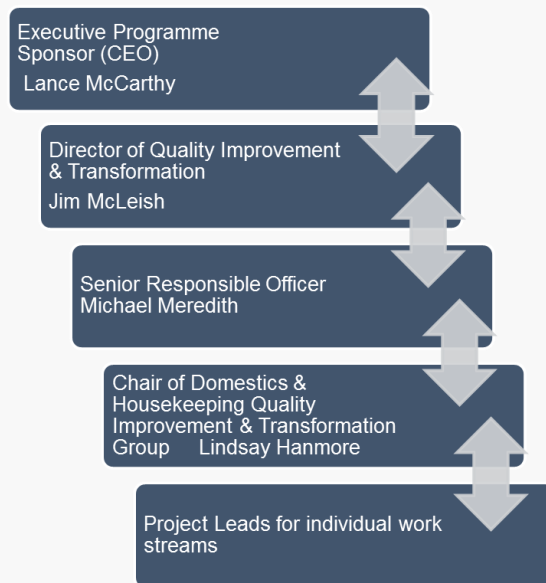 Executive Programme
Sponsor (CEO)
Lance McCarthy
Director of Quality Improvement
& Transformation
Jim McLeish
Senior Responsible Officer
Michael Meredith
Chair of Domestics &
Housekeeping Quality
Improvement & Transformation
Group Lindsay Hanmore
Project Leads for individual work
streams